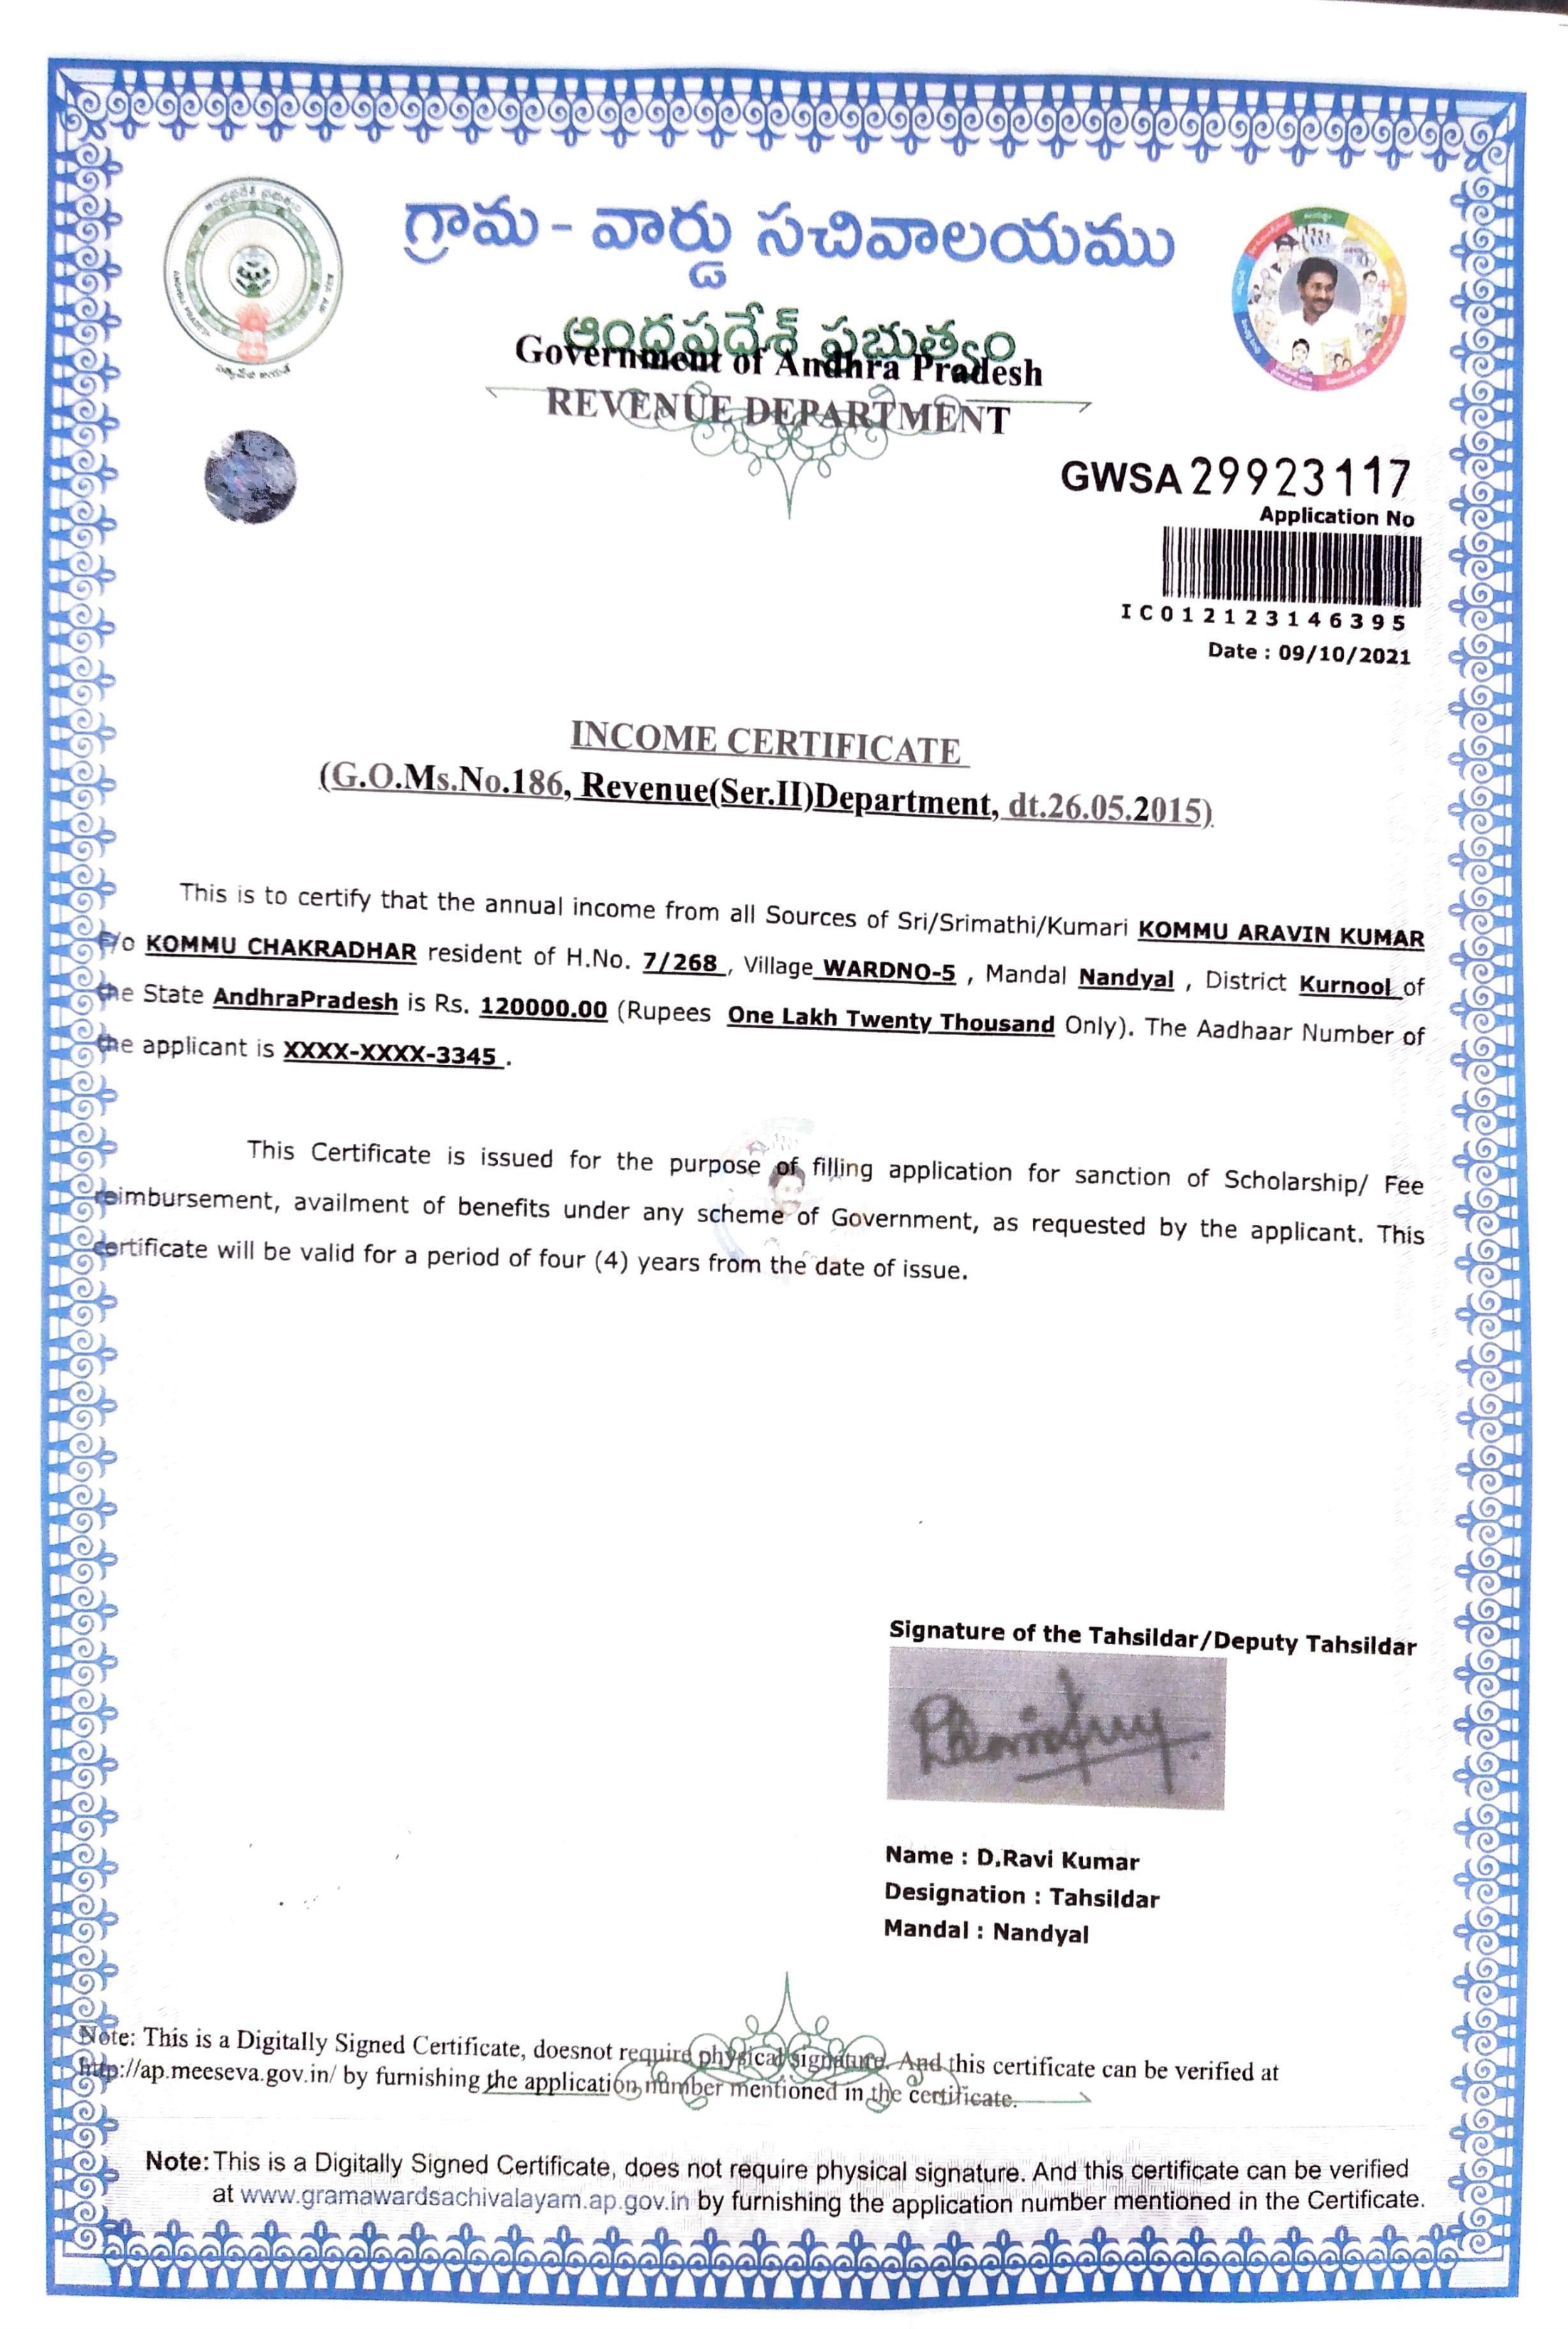 గ్రామ - వార్డు సచివాలయము
ఆంధ్రప్రదేశ్ ప్రభుత్వం
Government of Andhra Pradesh
REVENUE DEPARTMENT
GWSA 29923117
Application No
IC012123146395
Date : 09/10/2021
INCOME CERTIFICATE
(G.O.Ms.No.186, Revenue(Ser.II)Department, dt.26.05.2015)
This is to certify that the annual income from all Sources of Sri/Srimathi/Kumari KOMMU ARAVIN KUMAR
F/o KOMMU CHAKRADHAR resident of H.No. 7/268 , Village WARDNO-5 , Mandal Nandyal , District Kurnool of
the State AndhraPradesh is Rs. 120000.00 (Rupees One Lakh Twenty Thousand Only). The Aadhaar Number of
the applicant is XXXX-XXXX-3345 .
This Certificate is issued for the purpose of filling application for sanction of Scholarship/ Fee
reimbursement, availment of benefits under any scheme of Government, as requested by the applicant. This
certificate will be valid for a period of four (4) years from the date of issue.
Signature of the Tahsildar/Deputy Tahsildar
Name : D.Ravi Kumar
Designation : Tahsildar
Mandal : Nandyal
Note: This is a Digitally Signed Certificate, doesnot require physical signature. And this certificate can be verified at
http://ap.meeseva.gov.in/ by furnishing the application number mentioned in the certificate.
Note: This is a Digitally Signed Certificate, does not require physical signature. And this certificate can be verified
at www.gramawardsachivalayam.ap.gov.in by furnishing the application number mentioned in the Certificate.